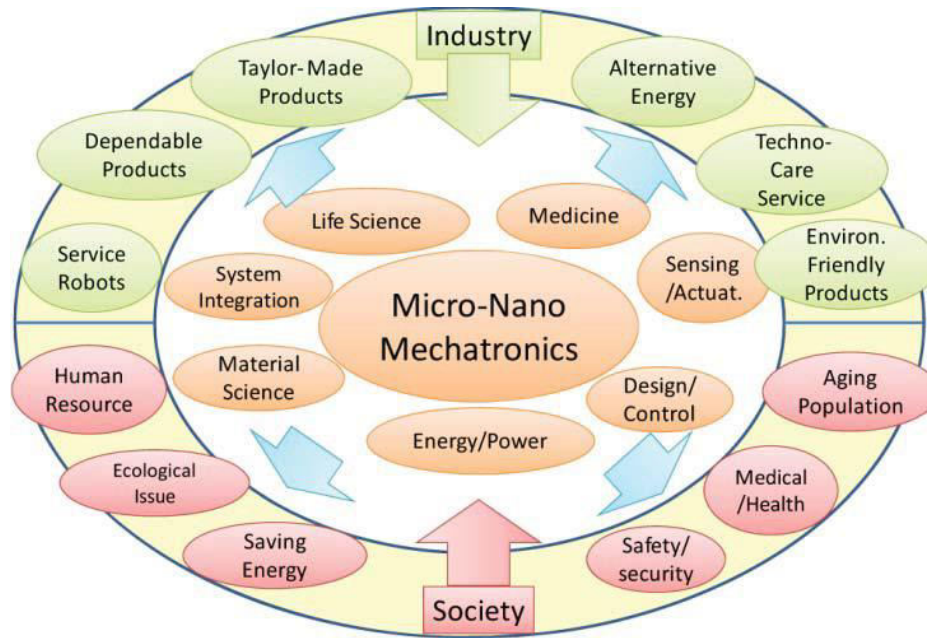 Industry
Taylor-Made
Products
Alternative
Energy
Dependable
Products
Techno-
Care
Service
Life Science
Medicine
Service
Robots
System
Integration
Sensing
/Actuat.
Environ.
Friendly
Products
Micro-Nano
Mechatronics
Human
Resource
Material
Science
Design/
Control
Aging
Population
Energy/Power
Ecological
Issue
Medical
/Health
Saving
Energy
Safety/
security
Society